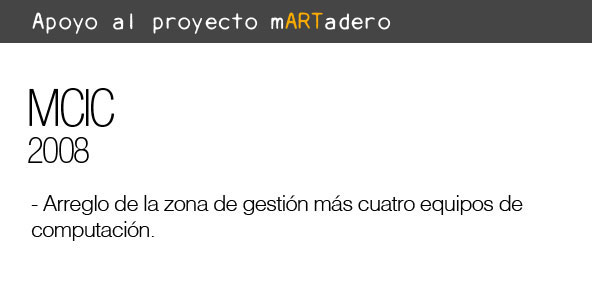 Apoyo al proyecto mARTadero
MCIC
2008
- Arreglo de la zona de gestión más cuatro equipos de
computación.